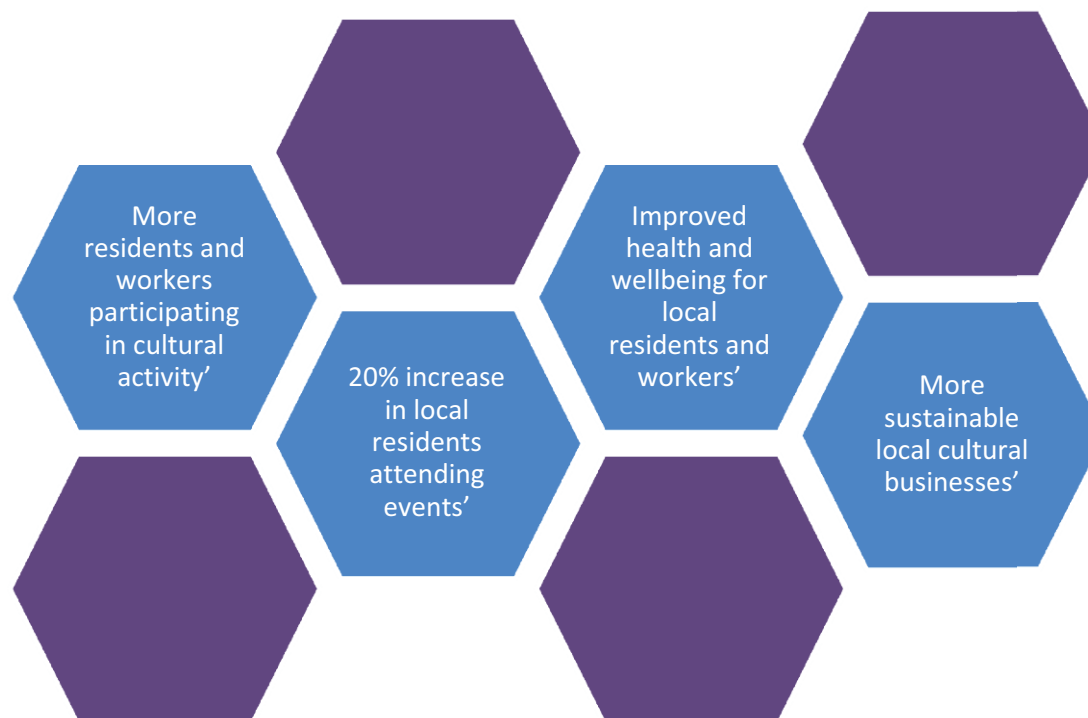 More
residents and
workers
participating
in cultural
activity’
20% increase
in local
residents
attending
events’
Improved
health and
wellbeing for
local
residents and
workers’
More
sustainable
local cultural
businesses’